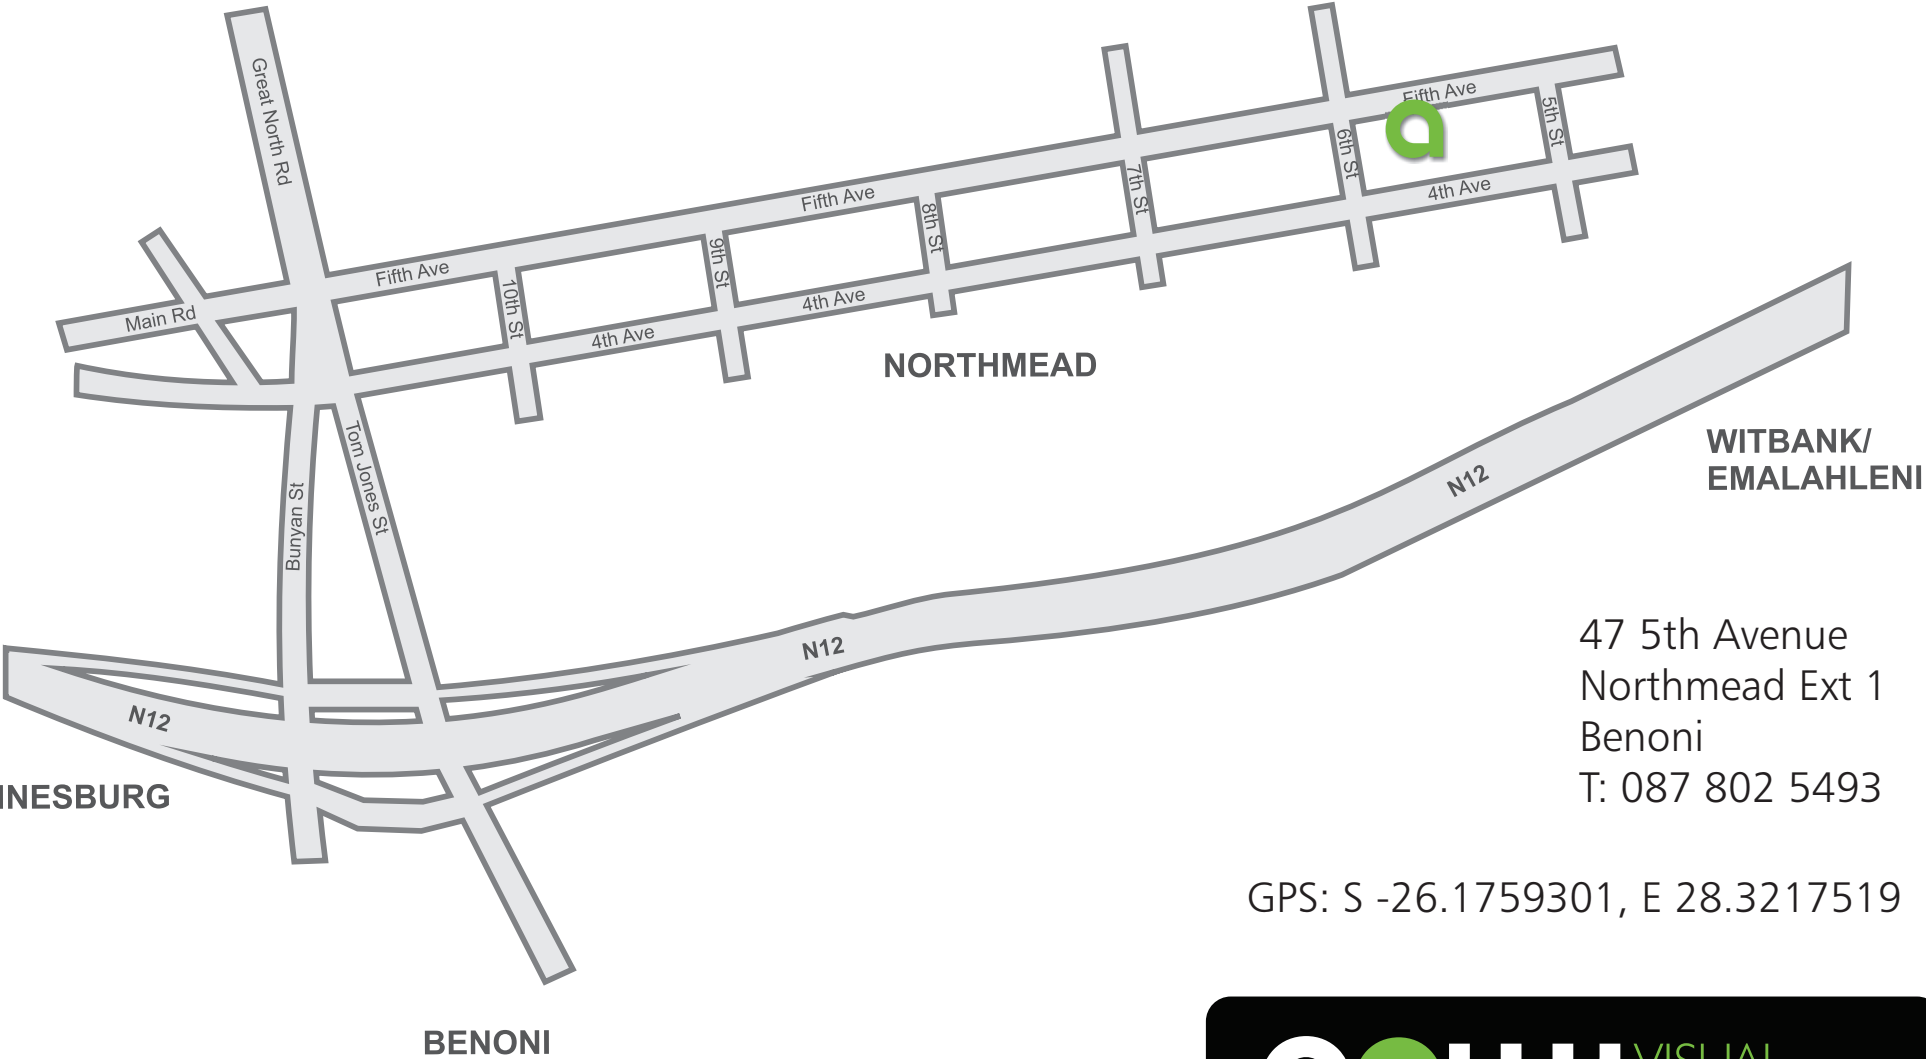 Great North Rd
Fifth Ave
5th St
6th St
7th St
4th Ave
Fifth Ave
8th St
9th St
Fifth Ave
10th St
Main Rd
4th Ave
4th Ave
NORTHMEAD
WITBANK/
EMALAHLENI
Tom Jones St
Bunyan St
N12
N12
N12
NNESBURG
47 5th Avenue
Northmead Ext 1
Benoni
T: 087 802 5493
GPS: S -26.1759301, E 28.3217519
BENONI
VISUAL